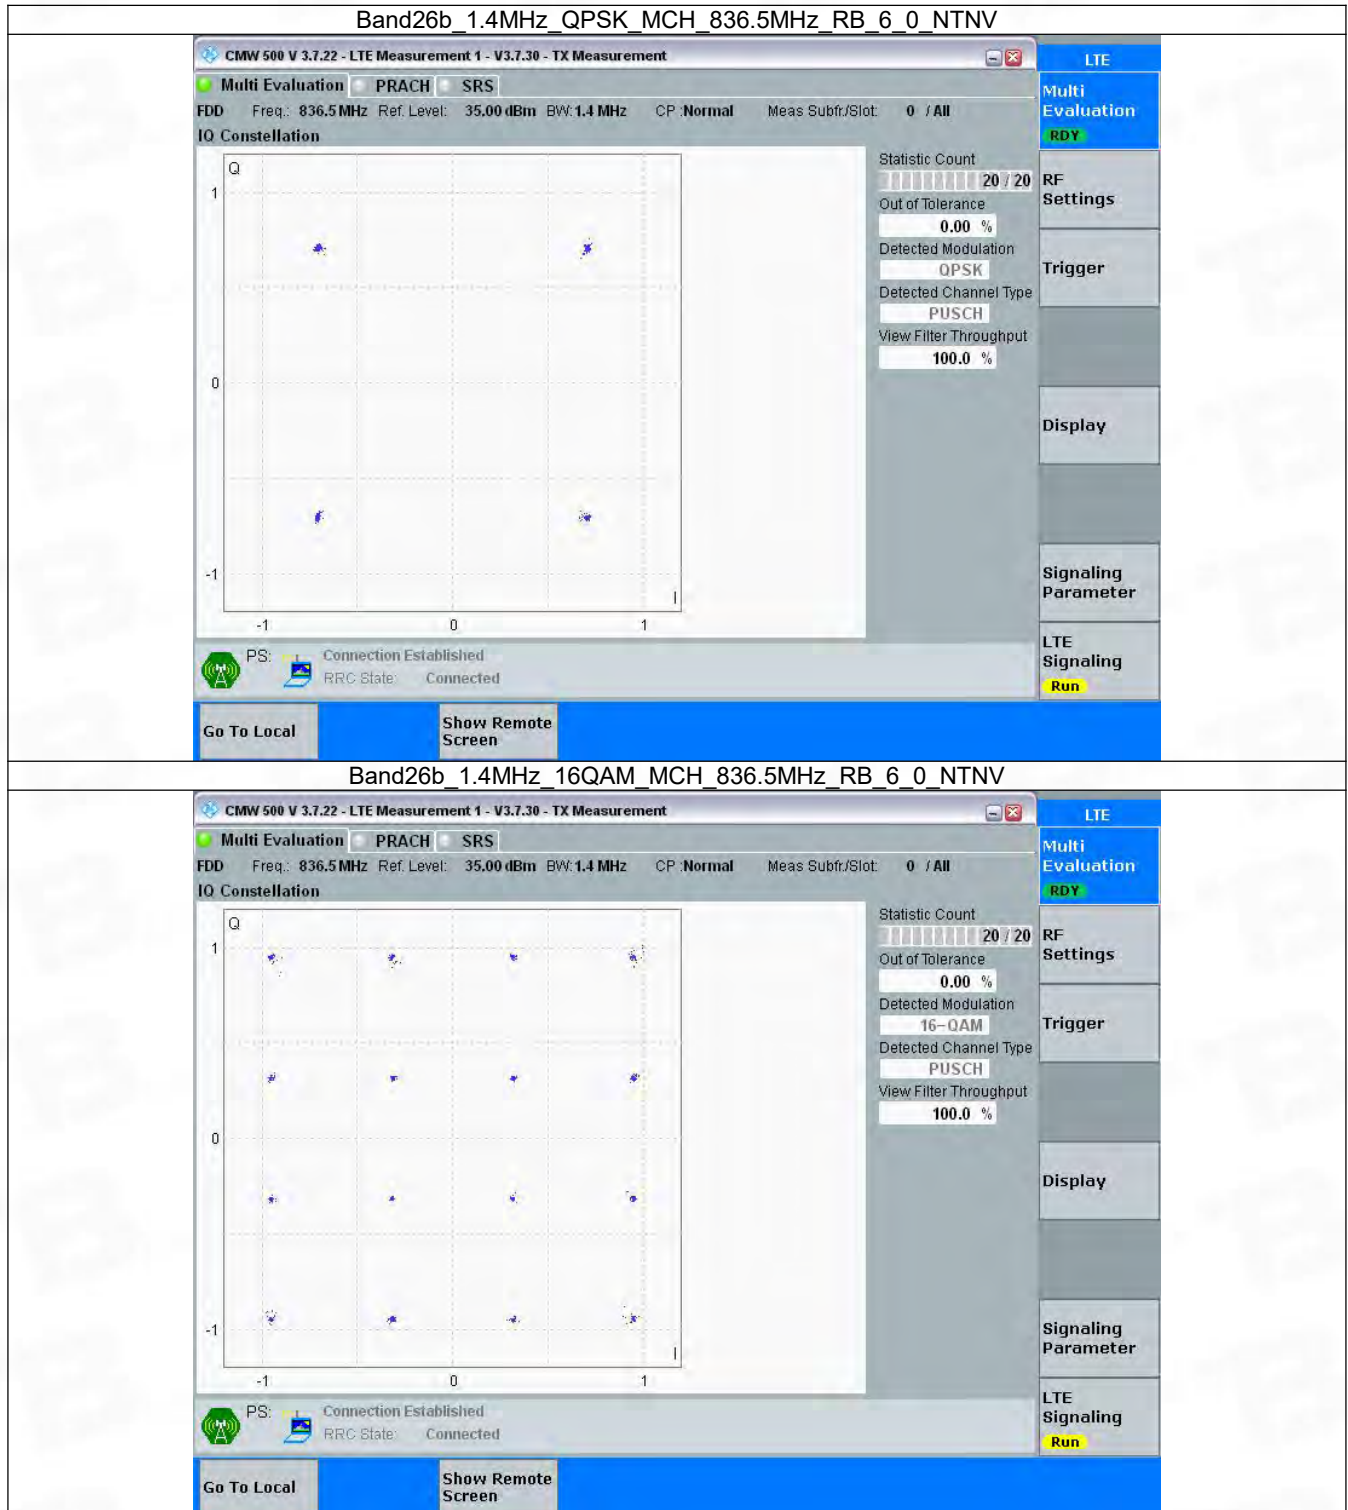 Band26b_1.4MHz_QPSK_MCH_836.5MHz_RB_6_0_NTNV
CMW 500 V 3.7.22 - LTE Measurement 1 - V3.7.30 - TX Measurement
LTE
Multi Evaluation PRACH SRS
Multi
Evaluation
RDY
FDD Freq.: 836.5 MHz Ref. Level: 35.00 dBm BW: 1.4 MHz CP :Normal Meas Subfr./Slot: 0 / All
IQ Constellation
Statistic Count
20 / 20
Out of Tolerance
0.00 %
Detected Modulation
QPSK
Detected Channel Type
PUSCH
View Filter Throughput
100.0 %
Q
1
0
-1
I
-1 0 1
RF
Settings
Trigger
Display
Signaling
Parameter
LTE
Signaling
Run
PS: Connection Established
RRC State: Connected
Go To Local
Show Remote
Screen
Band26b_1.4MHz_16QAM_MCH_836.5MHz_RB_6_0_NTNV
CMW 500 V 3.7.22 - LTE Measurement 1 - V3.7.30 - TX Measurement
LTE
Multi Evaluation PRACH SRS
Multi
Evaluation
RDY
FDD Freq.: 836.5 MHz Ref. Level: 35.00 dBm BW: 1.4 MHz CP :Normal Meas Subfr./Slot: 0 / All
IQ Constellation
Statistic Count
20 / 20
Out of Tolerance
0.00 %
Detected Modulation
16-QAM
Detected Channel Type
PUSCH
View Filter Throughput
100.0 %
Q
1
0
-1
I
-1 0 1
RF
Settings
Trigger
Display
Signaling
Parameter
LTE
Signaling
Run
PS: Connection Established
RRC State: Connected
Go To Local
Show Remote
Screen